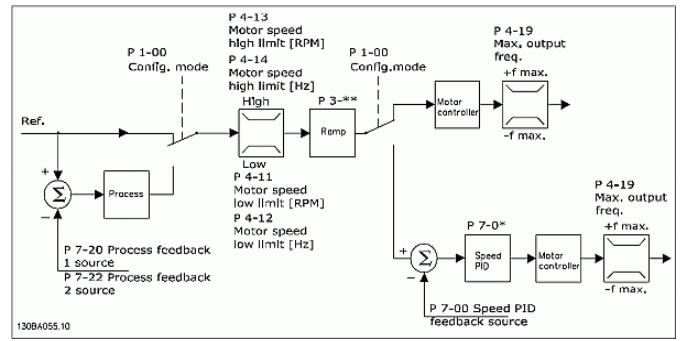 P 4-13
Motor speed
high limit [RPM]
P 4-14
Motor speed
high limit [Hz]
High
P 1-00
Config. mode
P 3-**
Ramp
P 1-00
Config.mode
P 4-19
Max. output
freq.
+f max.
Motor
controller
-f max.
Ref.
+
Σ
−
Process
Low
P 4-11
Motor speed
low limit [RPM]
P 4-12
Motor speed
low limit [Hz]
P 7-20 Process feedback
1 source
P 7-22 Process feedback
2 source
P 4-19
Max. output
freq.
+f max.
P 7-0*
+
Σ
−
Speed
PID
Motor
controller
-f max.
P 7-00 Speed PID
feedback source
130BA055.10